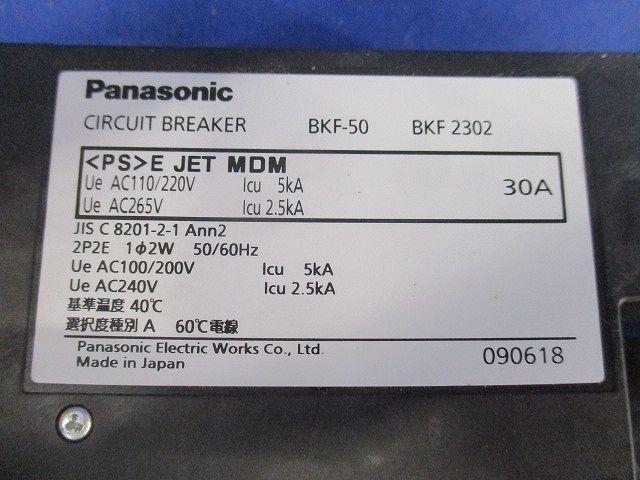 Panasonic
CIRCUIT BREAKER BKF-50 BKF 2302
<PS>E JET MDM
Ue AC110/220V Icu 5kA 30A
Ue AC265V Icu 2.5kA
JIS C 8201-2-1 Ann2
2P2E 1φ2W 50/60Hz
Ue AC100/200V Icu 5kA
Ue AC240V Icu 2.5kA
基準温度 40℃
選択度種別 A 60℃電線
Panasonic Electric Works Co., Ltd.
Made in Japan 090618